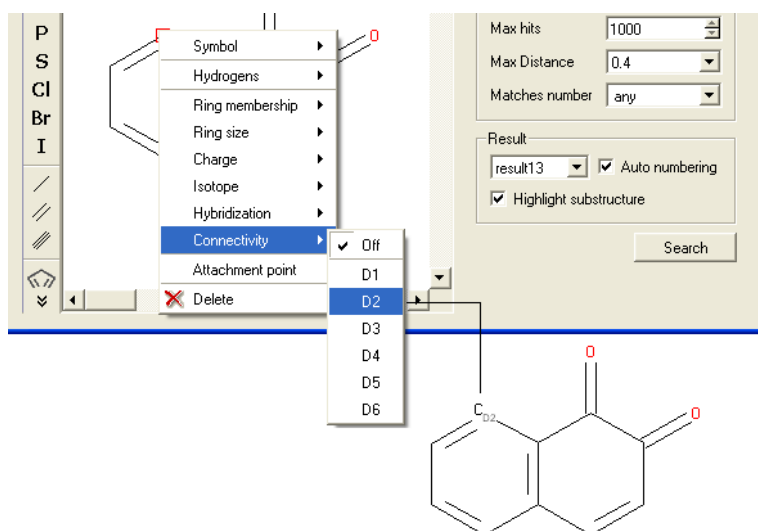 P
S
Cl
Br
I
O
Symbol
Hydrogens
Ring membership
Ring size
Charge
Isotope
Hybridization
Connectivity
Attachment point
Delete
Off
D1
D2
D3
D4
D5
D6
Max hits 1000
Max Distance 0.4
Matches number any
Result
result13 Auto numbering
Highlight substructure
Search
O
O
C D2